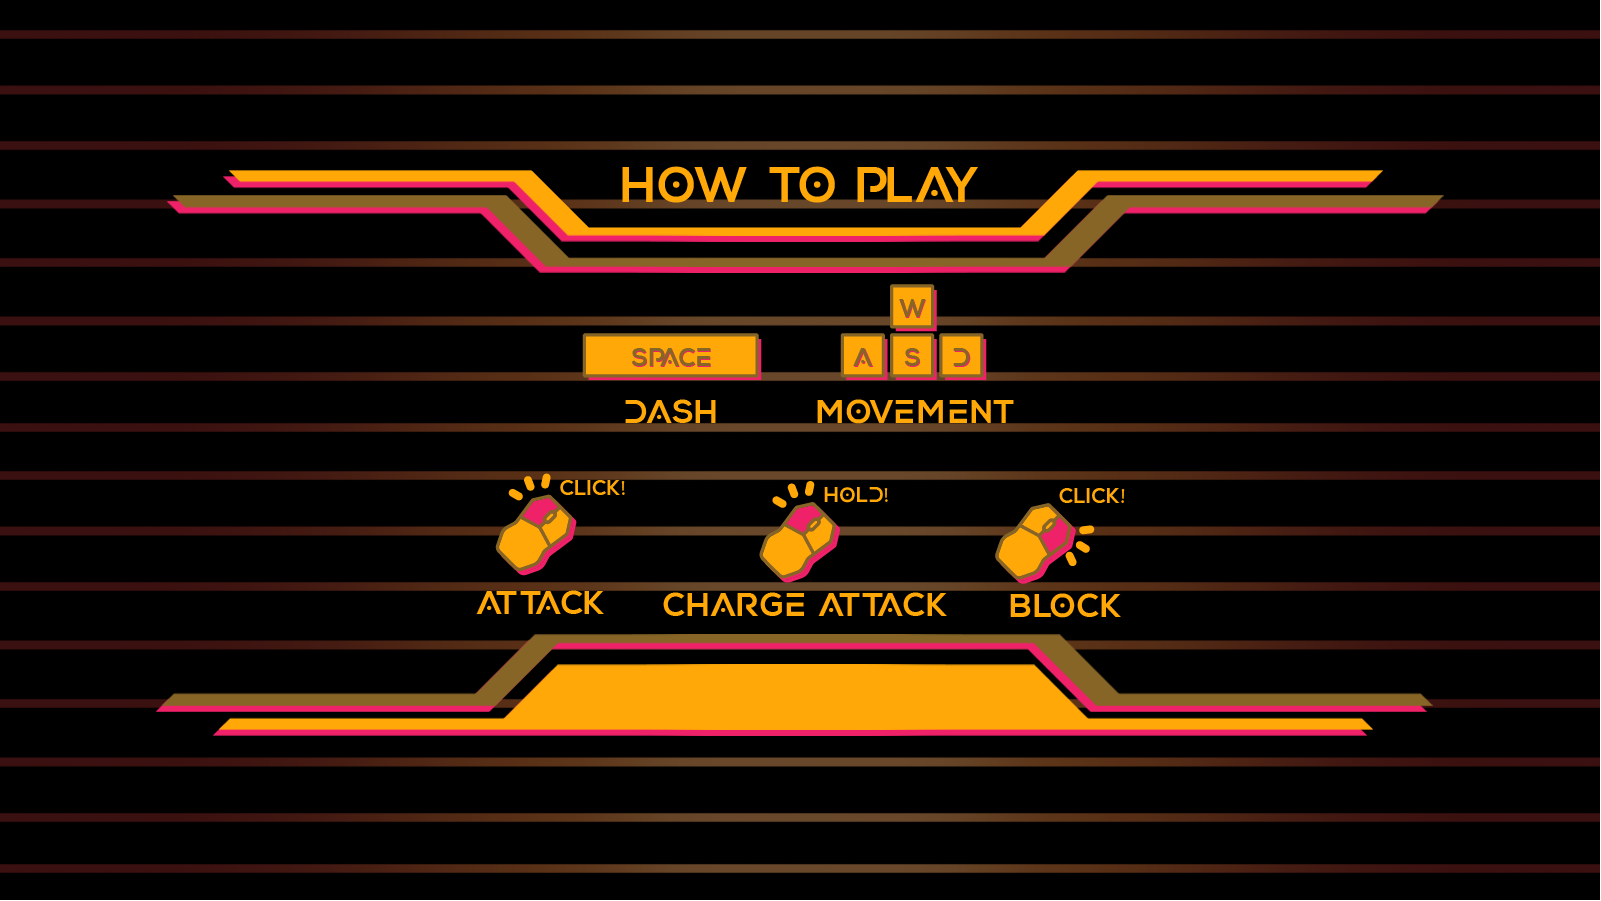 HOW TO PLAY
W
SPACE
A S D
DASH
MOVEMENT
CLICK!
HOLD!
CLICK!
ATTACK
CHARGE ATTACK
BLOCK